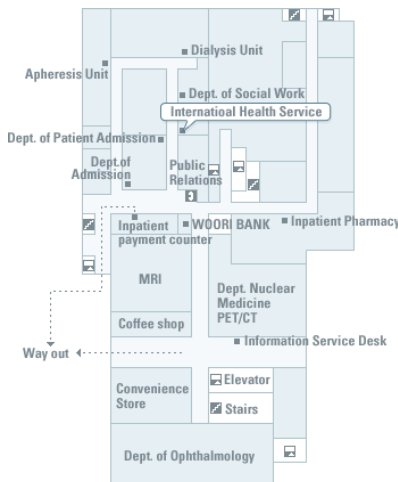 Dialysis Unit
Apheresis Unit
Dept. of Social Work
Internatioal Health Service
Dept. of Patient Admission
Dept.of
Admission
Public
Relations
Inpatient
payment counter
WOORI BANK
Inpatient Pharmacy
MRI
Dept. Nuclear
Medicine
PET/CT
Coffee shop
Information Service Desk
Way out
Convenience
Store
Elevator
Stairs
Dept. of Ophthalmology